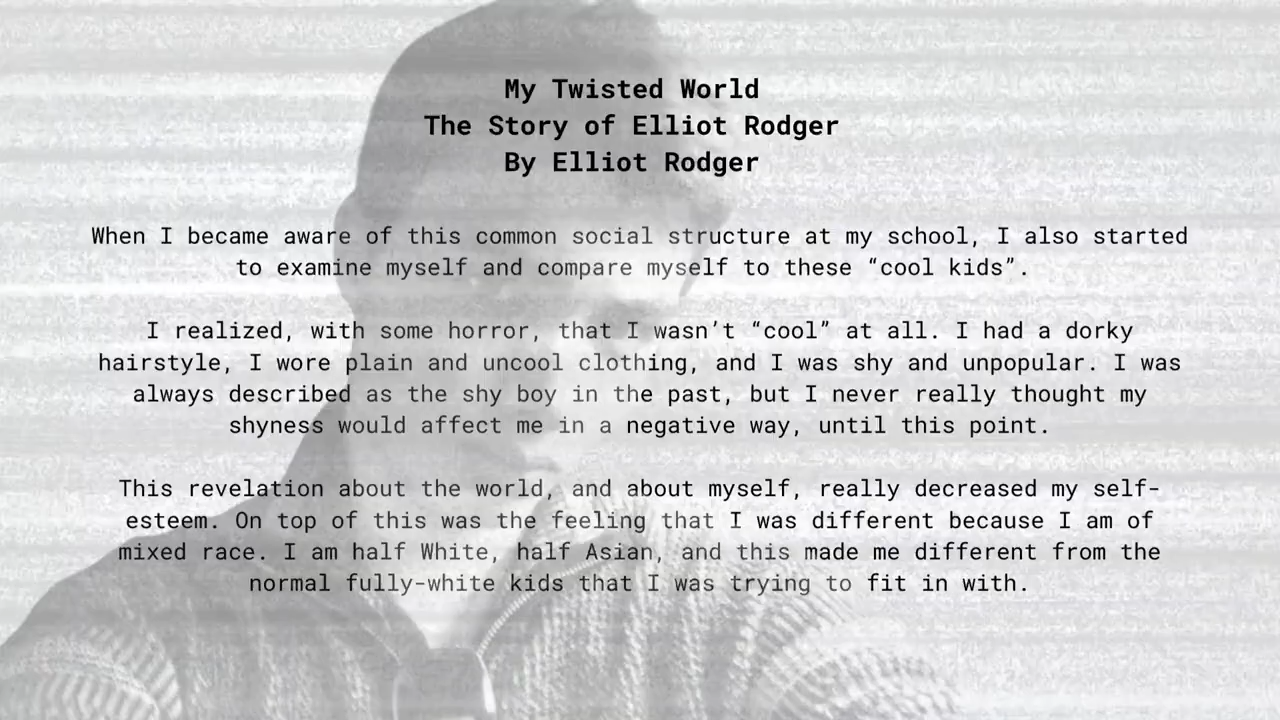 My Twisted World
The Story of Elliot Rodger
By Elliot Rodger
When I became aware of this common social structure at my school, I also started
to examine myself and compare myself to these “cool kids”.
I realized, with some horror, that I wasn’t “cool” at all. I had a dorky
hairstyle, I wore plain and uncool clothing, and I was shy and unpopular. I was
always described as the shy boy in the past, but I never really thought my
shyness would affect me in a negative way, until this point.
This revelation about the world, and about myself, really decreased my self-
esteem. On top of this was the feeling that I was different because I am of
mixed race. I am half White, half Asian, and this made me different from the
normal fully-white kids that I was trying to fit in with.